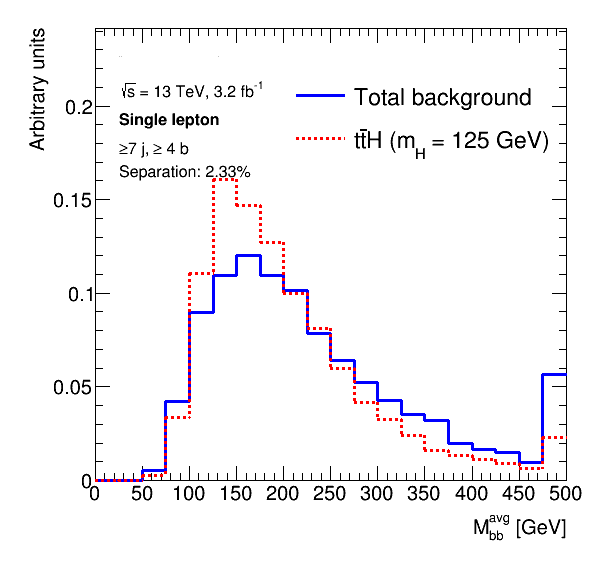 Arbitrary units
√s = 13 TeV, 3.2 fb⁻¹
Single lepton
≥7 j, ≥ 4 b
Separation: 2.33%
Total background
tt̄H (m_H = 125 GeV)
0.2
0.15
0.1
0.05
0
0 50 100 150 200 250 300 350 400 450 500
M_bb^avg [GeV]